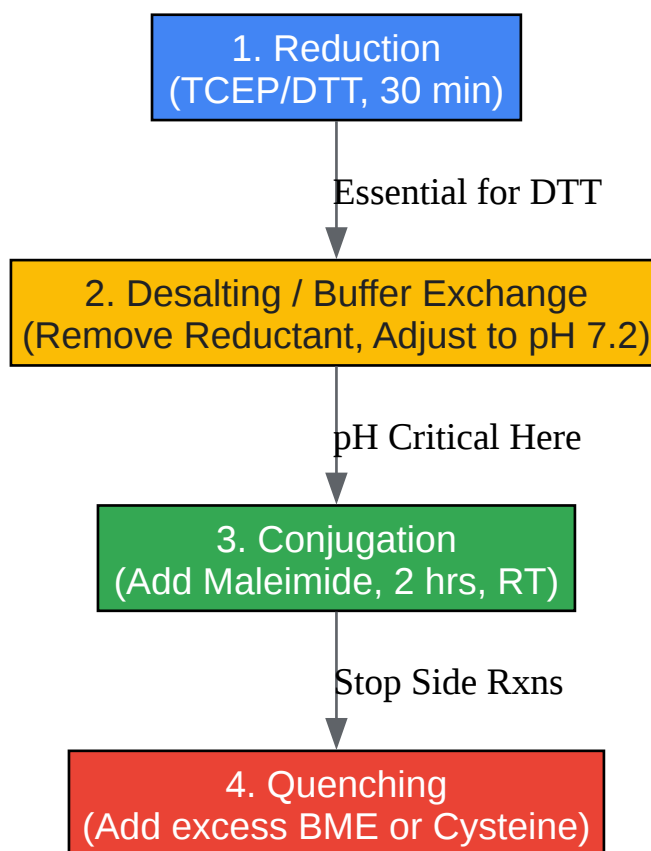 1. Reduction
(TCEP/DTT, 30 min)
Essential for DTT
2. Desalting / Buffer Exchange
(Remove Reductant, Adjust to pH 7.2)
pH Critical Here
3. Conjugation
(Add Maleimide, 2 hrs, RT)
Stop Side Rxns
4. Quenching
(Add excess BME or Cysteine)